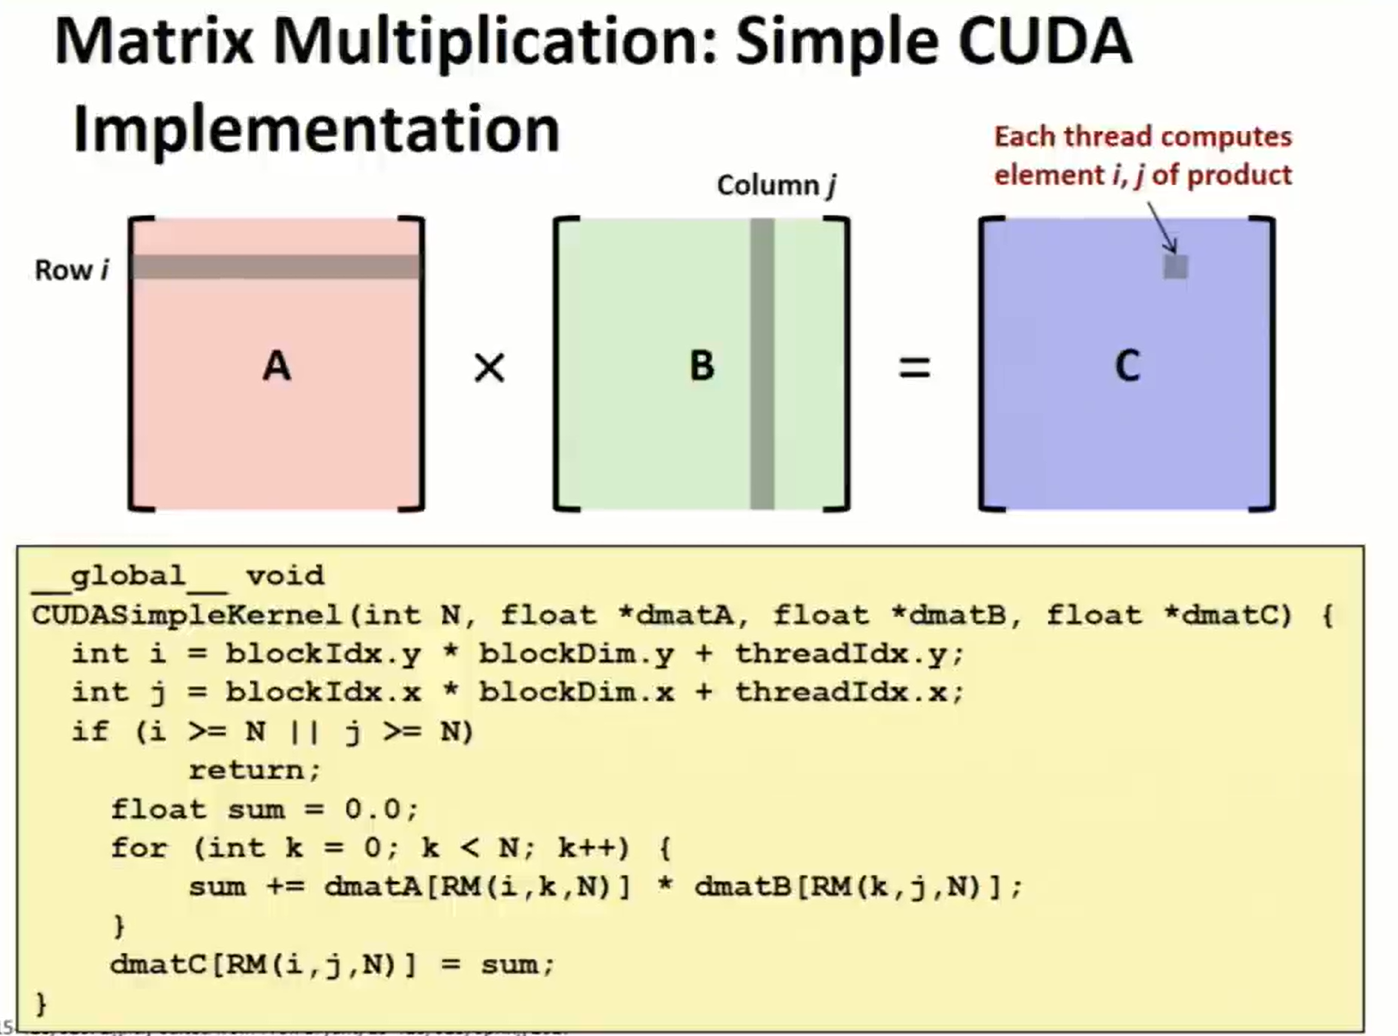 Matrix Multiplication: Simple CUDA
Implementation
Each thread computes
element i, j of product
Column j
Row i
A
×
B
=
C
__global__ void
CUDASimpleKernel(int N, float *dmatA, float *dmatB, float *dmatC) {
int i = blockIdx.y * blockDim.y + threadIdx.y;
int j = blockIdx.x * blockDim.x + threadIdx.x;
if (i >= N || j >= N)
return;
float sum = 0.0;
for (int k = 0; k < N; k++) {
sum += dmatA[RM(i,k,N)] * dmatB[RM(k,j,N)];
}
dmatC[RM(i,j,N)] = sum;
}